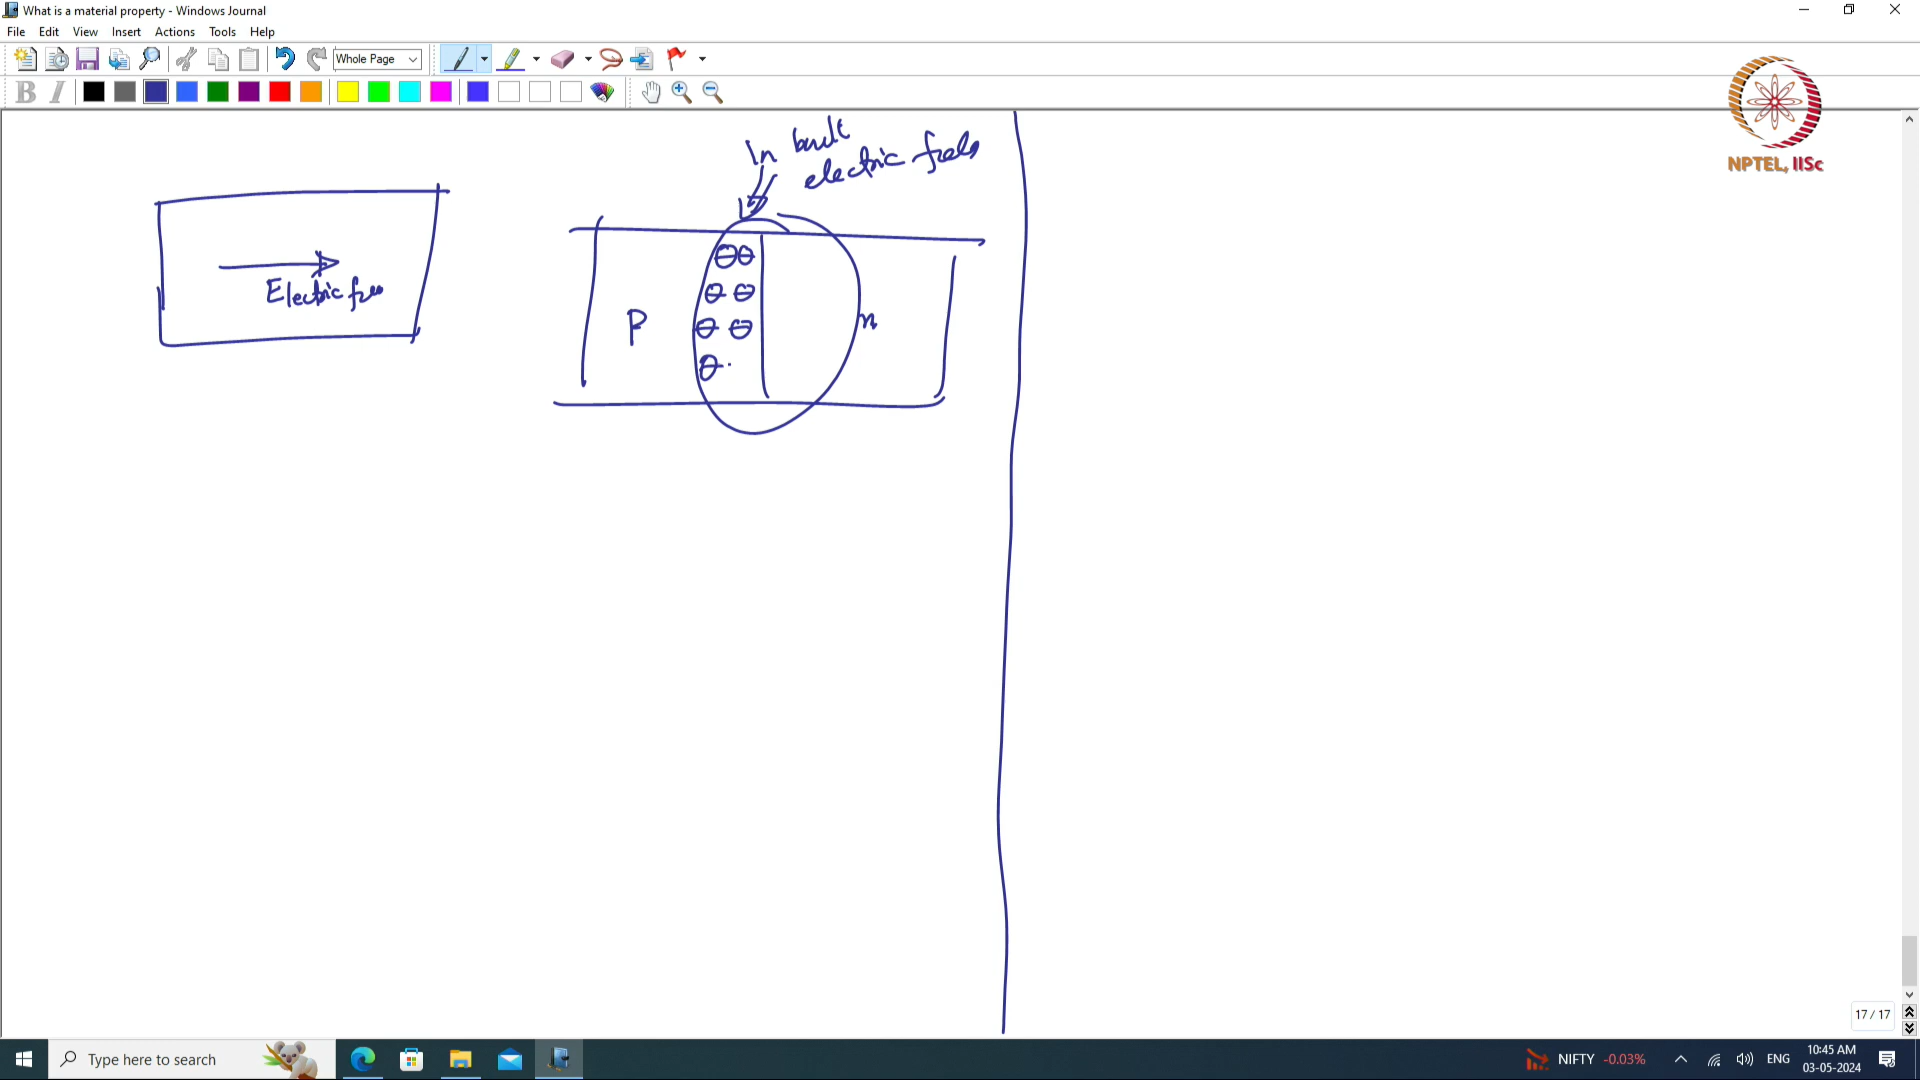 What is a material property - Windows Journal
File Edit View Insert Actions Tools Help
Whole Page
B I
NPTEL, IISc
In built
electric field
Electric field
P
n
17 / 17
Type here to search
NIFTY -0.03%
ENG
10:45 AM
03-05-2024